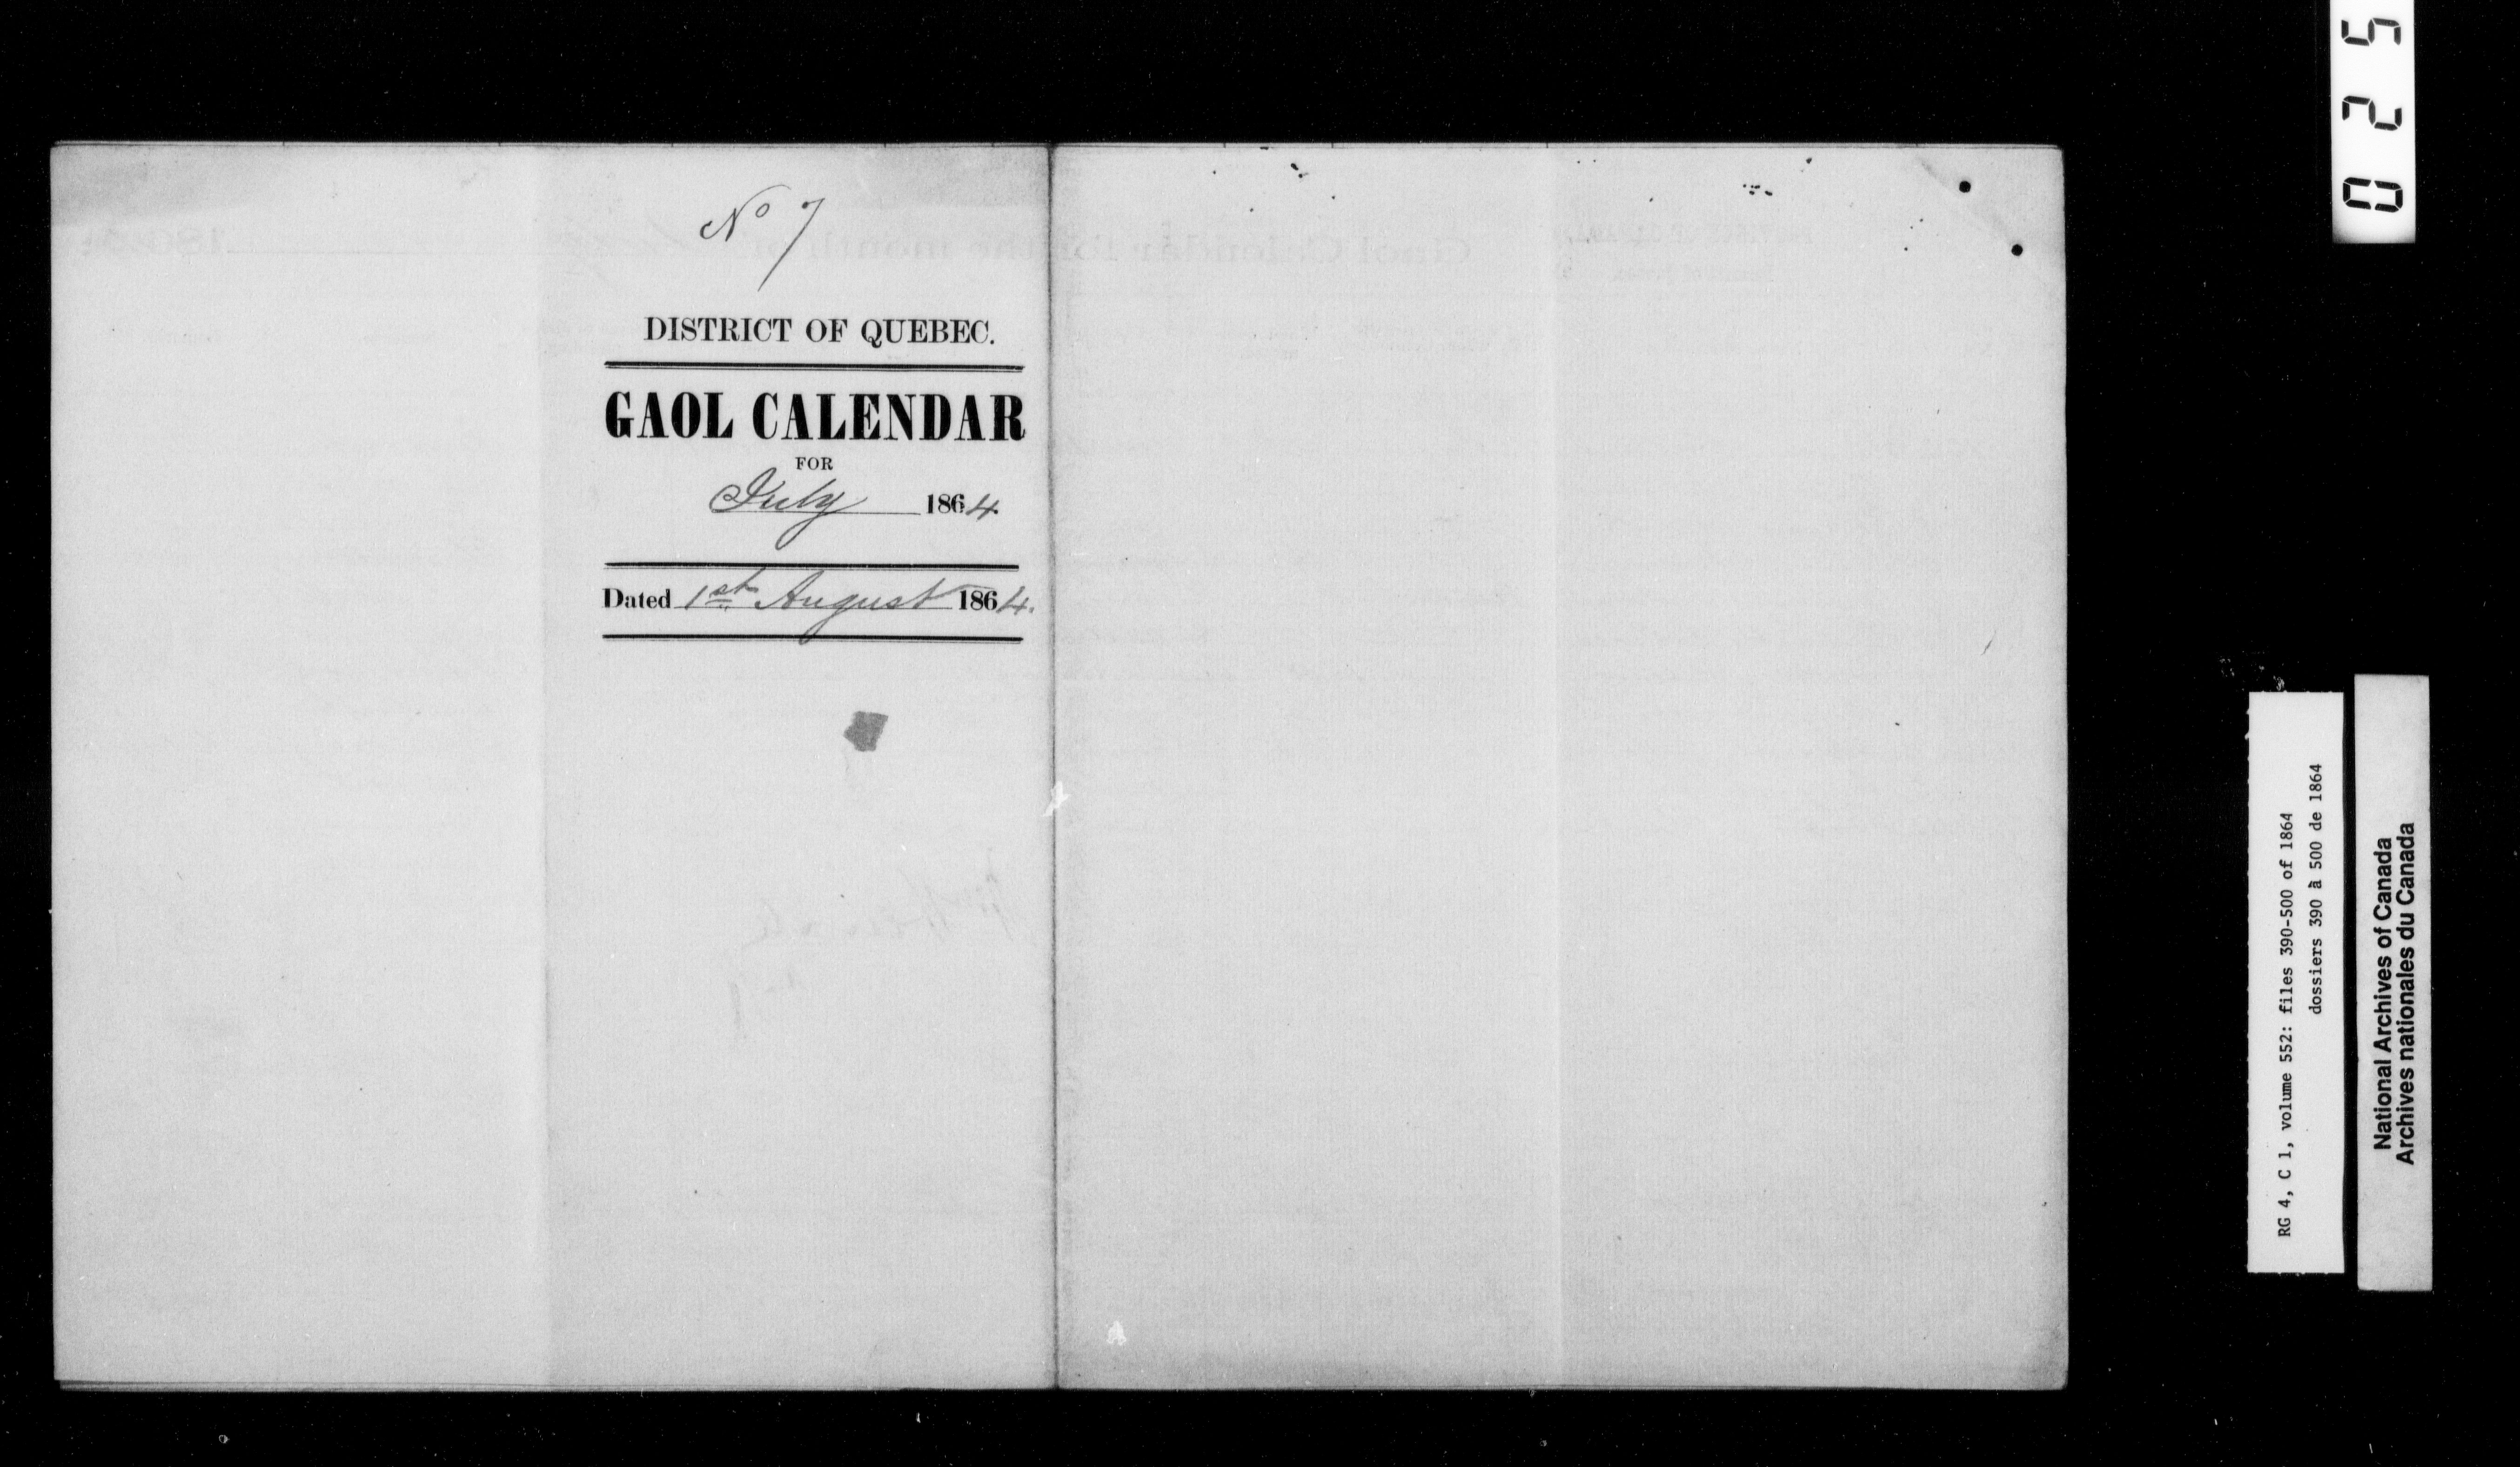 No 7
DISTRICT OF QUEBEC.
GAOL CALENDAR
FOR
July 1864.
Dated 1st August 1864.
025
RG 4, C 1, volume 552: files 390-500 of 1864
dossiers 390 à 500 de 1864
National Archives of Canada
Archives nationales du Canada